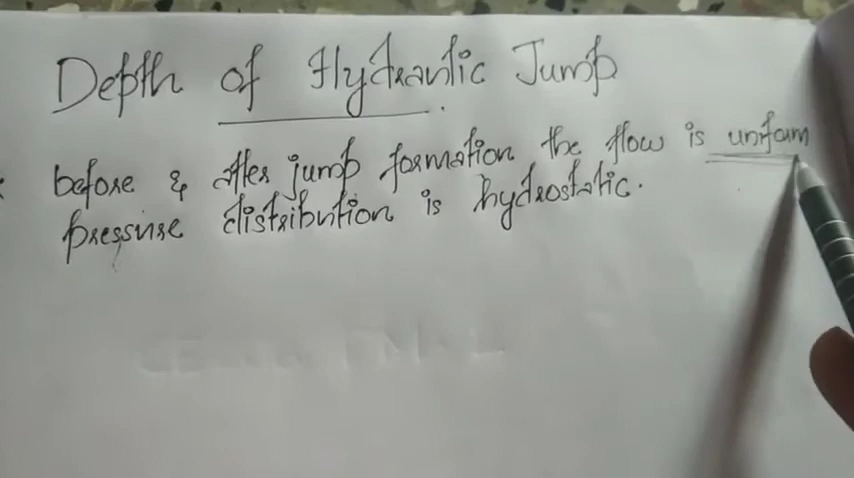 Depth of Hydraulic Jump
: before & after jump formation the flow is uniform
pressure distribution is hydrostatic.